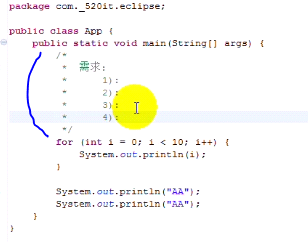 package com._520it.eclipse;
public class App {
public static void main(String[] args) {
/*
* 需求:
* 1):
* 2):
* 3):
* 4):
*/
for (int i = 0; i < 10; i++) {
System.out.println(i);
}
System.out.println("AA");
System.out.println("AA");
}
}